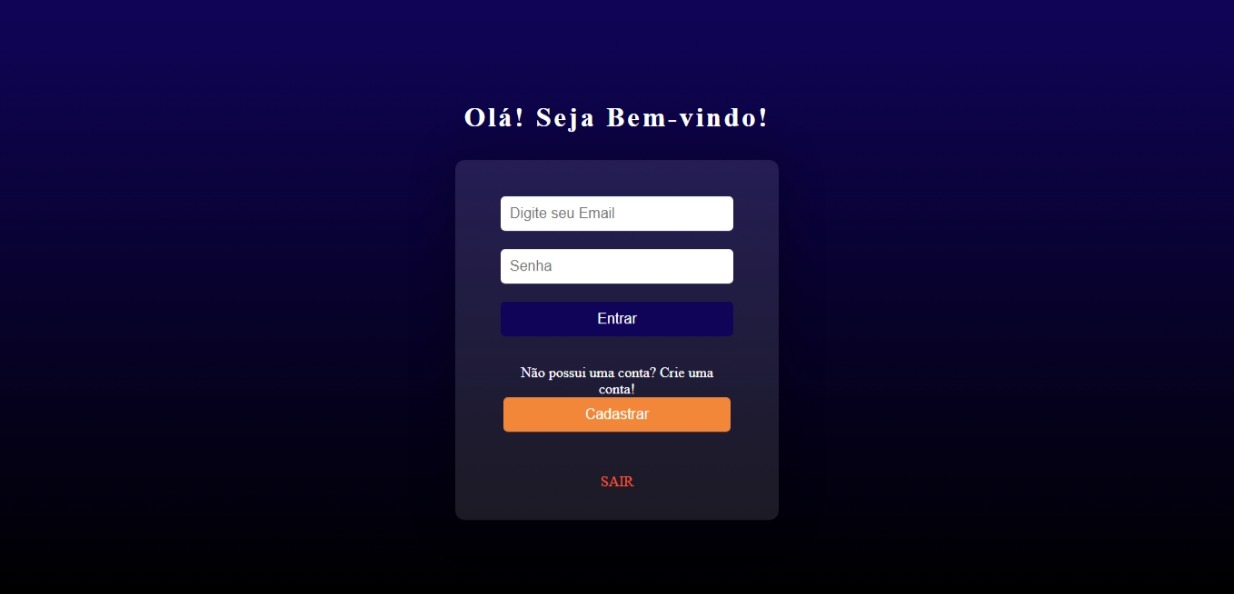 Olá! Seja Bem-vindo!
Digite seu Email
Senha
Entrar
Não possui uma conta? Crie uma
conta!
Cadastrar
SAIR